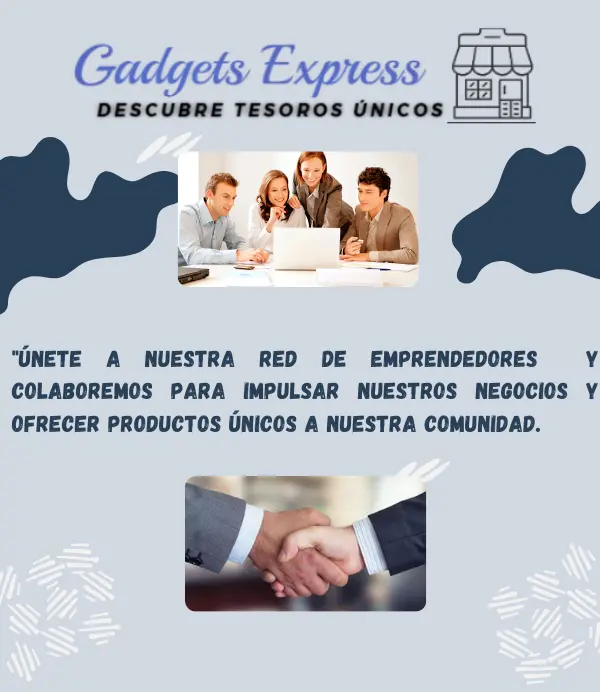 Gadgets Express
DESCUBRE TESOROS ÚNICOS
"ÚNETE A NUESTRA RED DE EMPRENDEDORES Y
COLABOREMOS PARA IMPULSAR NUESTROS NEGOCIOS Y
OFRECER PRODUCTOS ÚNICOS A NUESTRA COMUNIDAD.